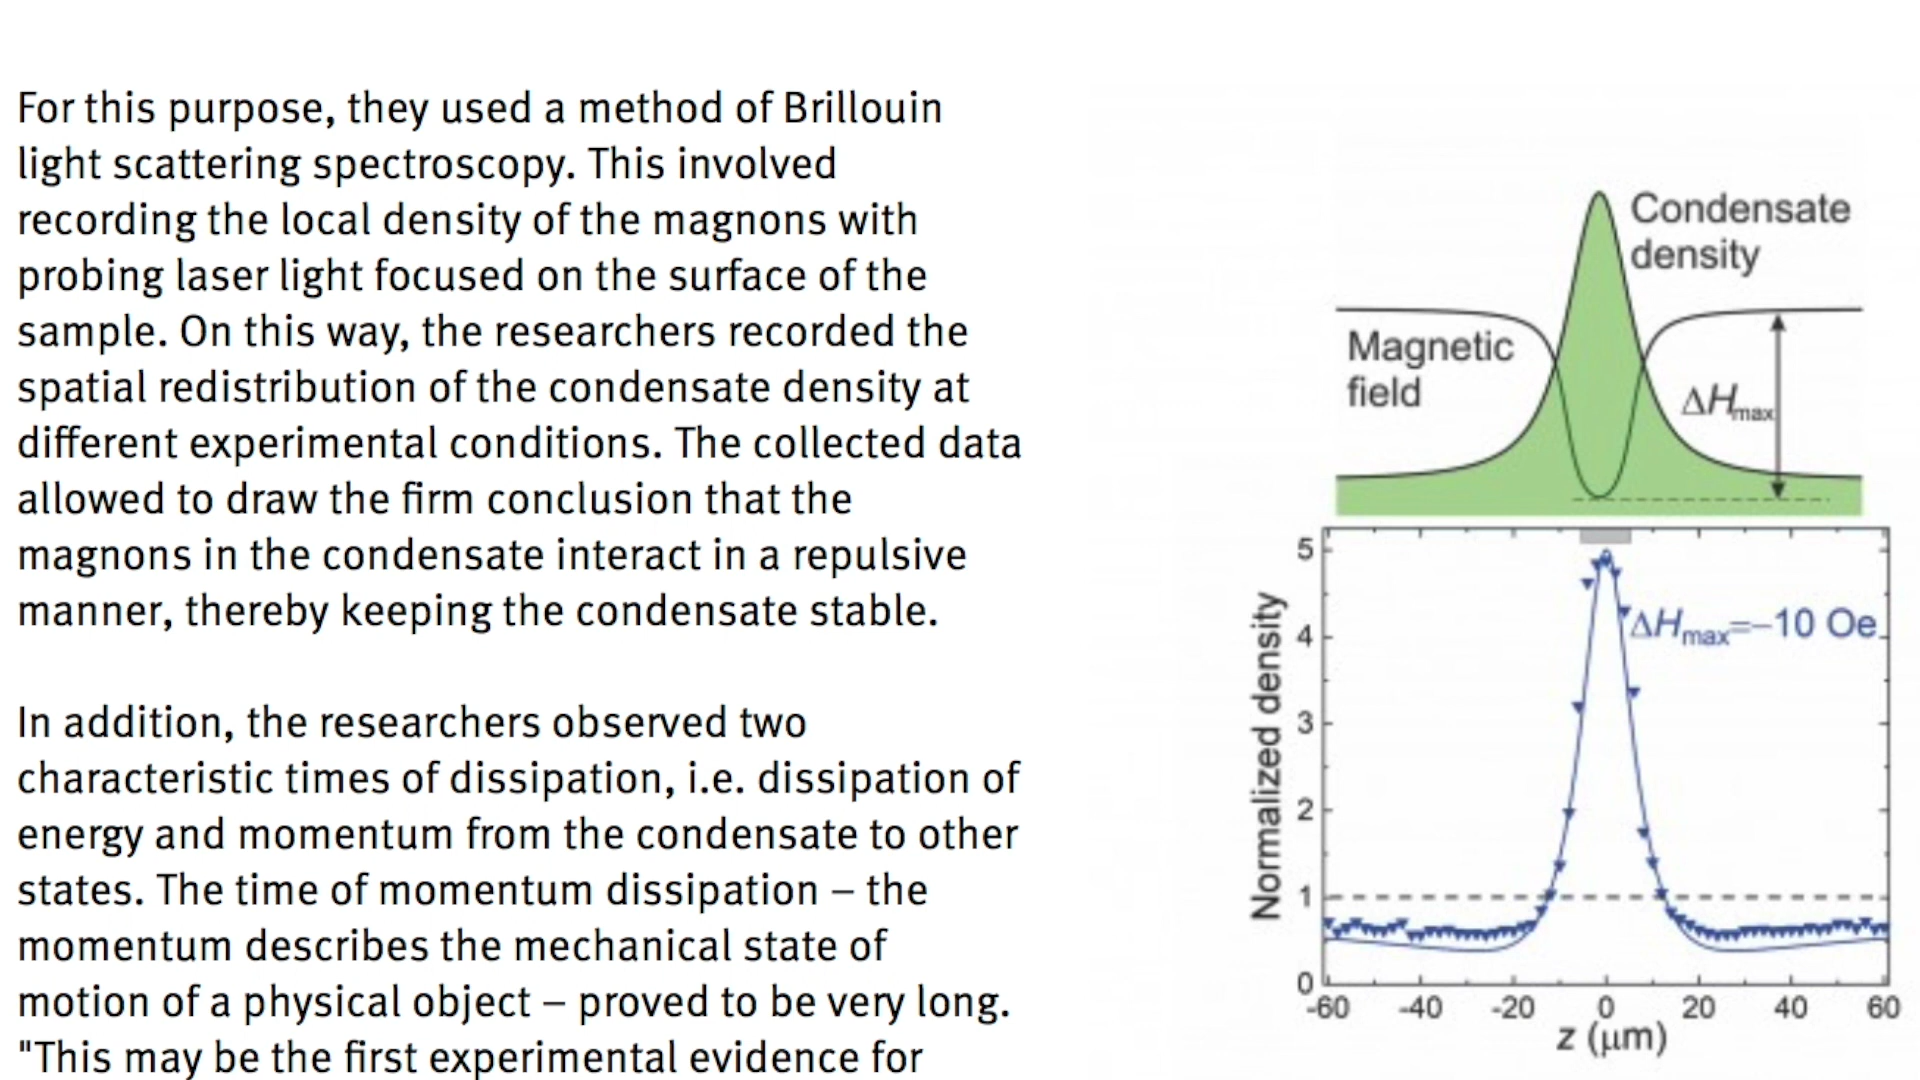 For this purpose, they used a method of Brillouin
light scattering spectroscopy. This involved
recording the local density of the magnons with
probing laser light focused on the surface of the
sample. On this way, the researchers recorded the
spatial redistribution of the condensate density at
different experimental conditions. The collected data
allowed to draw the firm conclusion that the
magnons in the condensate interact in a repulsive
manner, thereby keeping the condensate stable.
In addition, the researchers observed two
characteristic times of dissipation, i.e. dissipation of
energy and momentum from the condensate to other
states. The time of momentum dissipation – the
momentum describes the mechanical state of
motion of a physical object – proved to be very long.
"This may be the first experimental evidence for
Condensate
density
Magnetic
field
ΔHmax
5
4
3
2
1
0
Normalized density
ΔHmax=−10 Oe
-60 -40 -20 0 20 40 60
z (μm)